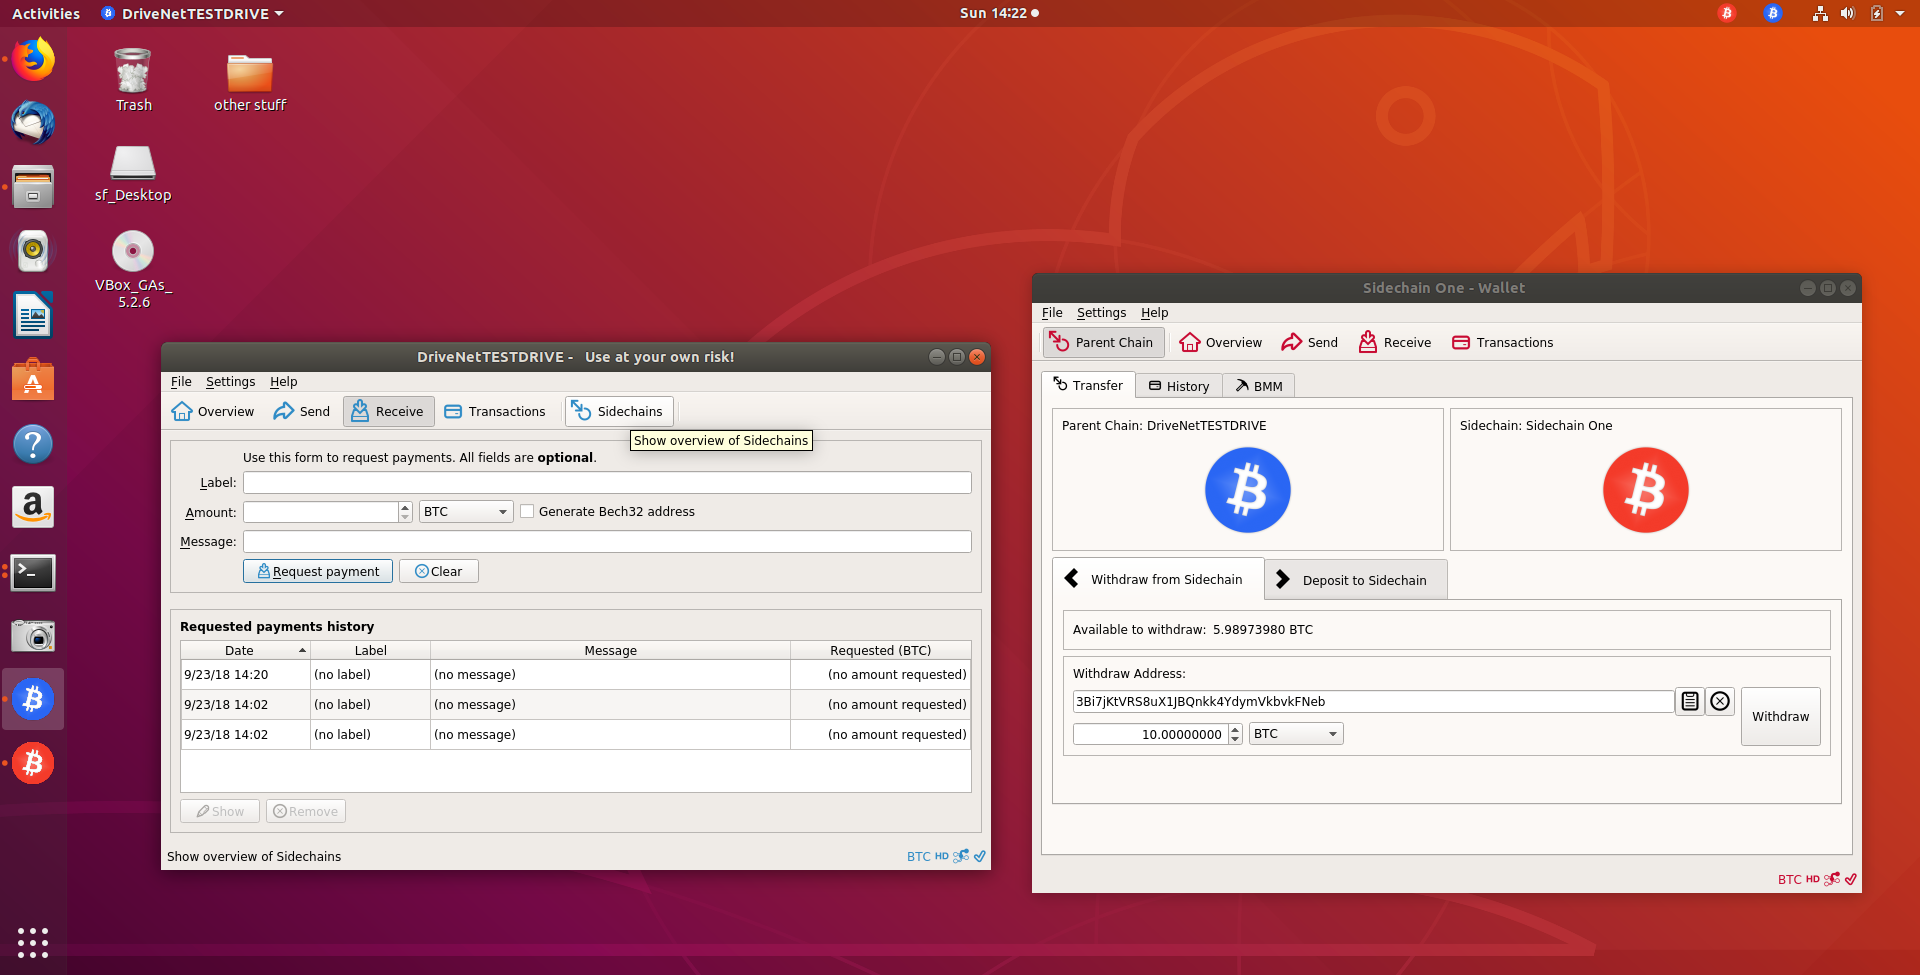 Activities
DriveNetTESTDRIVE
Sun 14:22
Trash
other stuff
sf_Desktop
VBox_GAs_
5.2.6
DriveNetTESTDRIVE - Use at your own risk!
File Settings Help
Overview Send Receive Transactions Sidechains
Show overview of Sidechains
Use this form to request payments. All fields are optional.
Label:
Amount: BTC Generate Bech32 address
Message:
Request payment Clear
Requested payments history
Date Label Message Requested (BTC)
9/23/18 14:20 (no label) (no message) (no amount requested)
9/23/18 14:02 (no label) (no message) (no amount requested)
9/23/18 14:02 (no label) (no message) (no amount requested)
Show Remove
Show overview of Sidechains
BTC HD
Sidechain One - Wallet
File Settings Help
Parent Chain Overview Send Receive Transactions
Transfer History BMM
Parent Chain: DriveNetTESTDRIVE
Sidechain: Sidechain One
Withdraw from Sidechain Deposit to Sidechain
Available to withdraw: 5.98973980 BTC
Withdraw Address:
3Bi7jKtVRS8uX1JBQnkk4YdymVkbvkFNeb
Withdraw
10.00000000 BTC
BTC HD